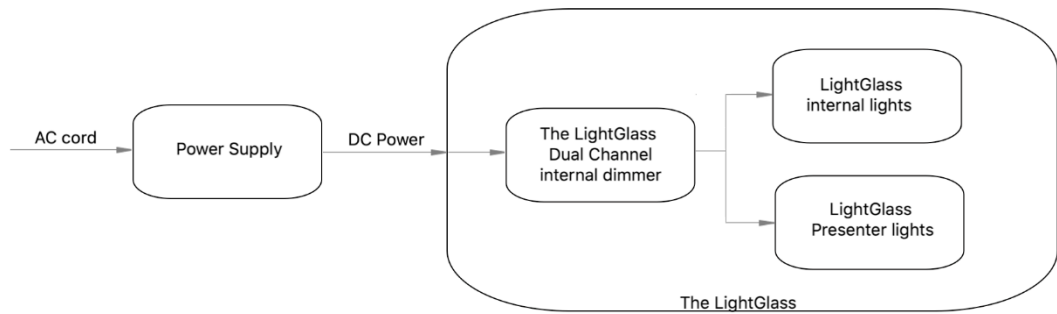 AC cord
Power Supply
DC Power
The LightGlass
Dual Channel
internal dimmer
LightGlass
internal lights
LightGlass
Presenter lights
The LightGlass